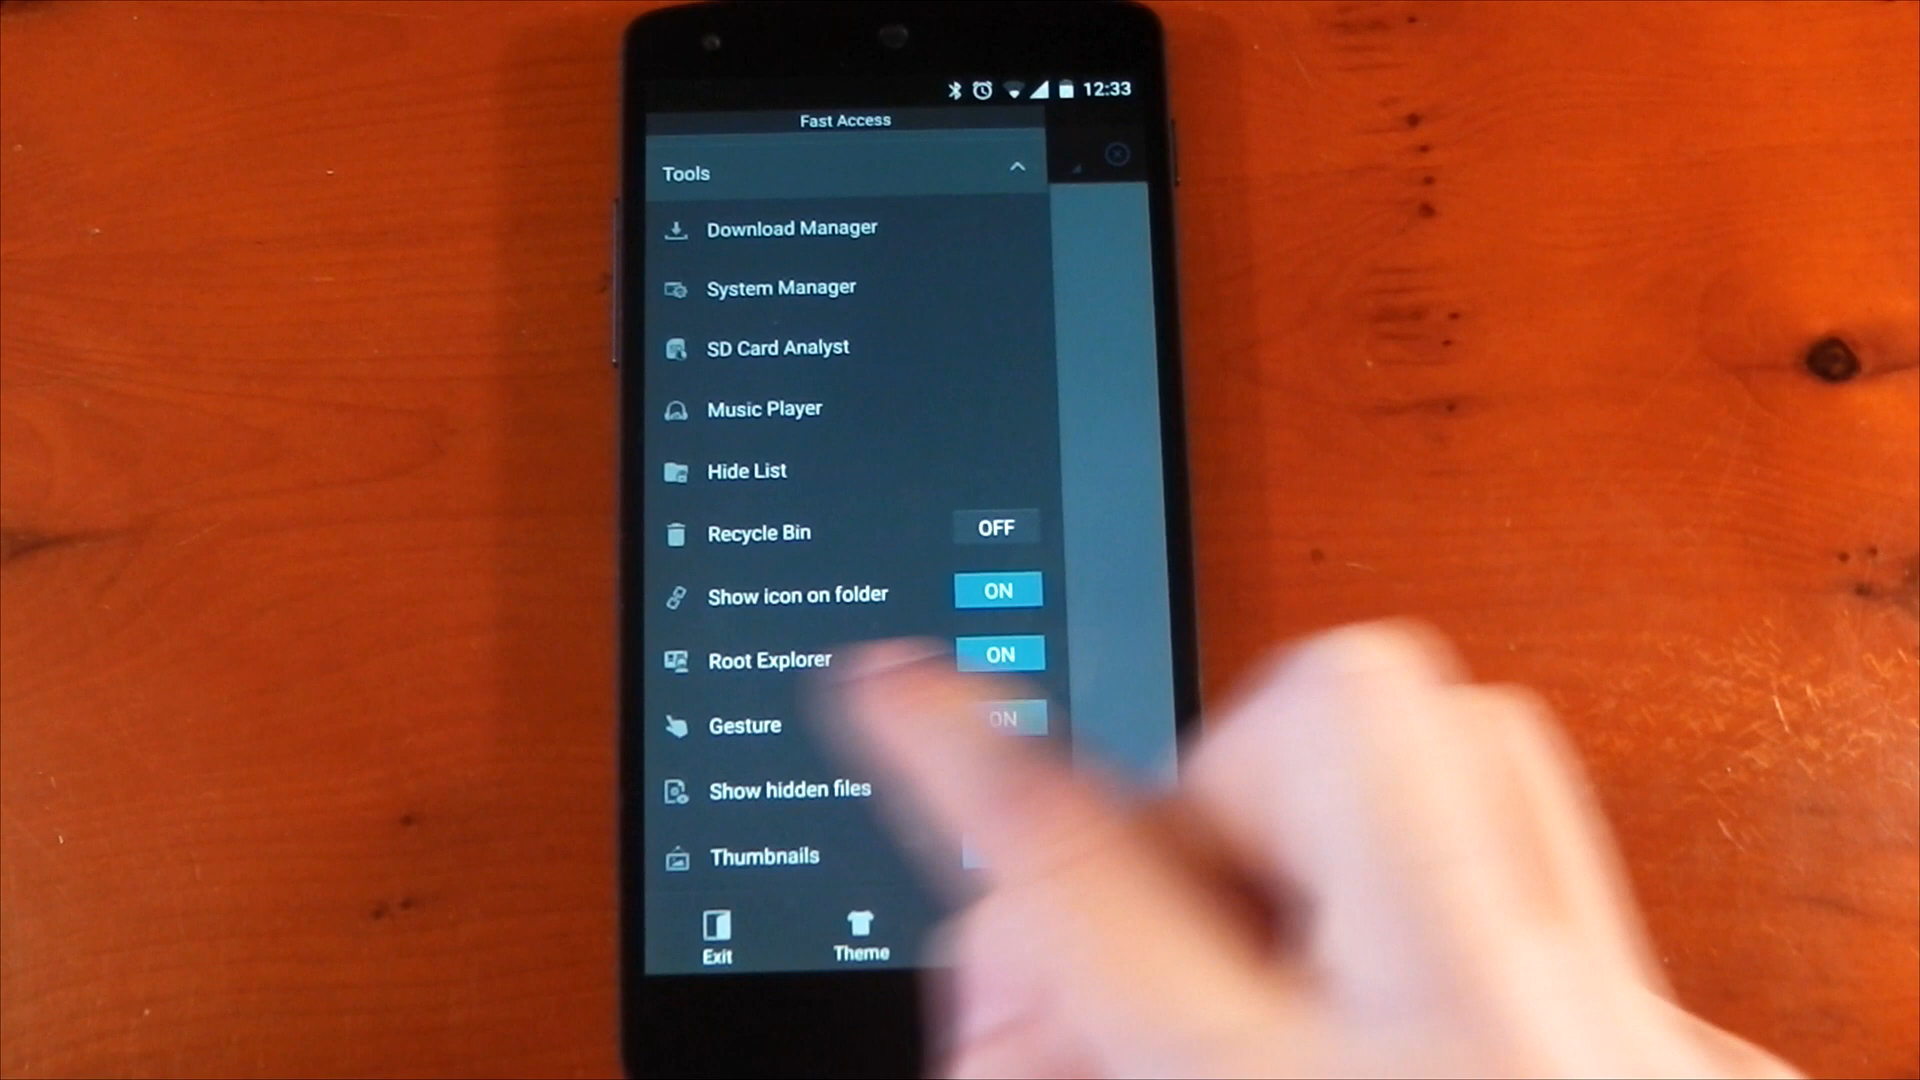 12:33
Fast Access
Tools
Download Manager
System Manager
SD Card Analyst
Music Player
Hide List
Recycle Bin OFF
Show icon on folder ON
Root Explorer ON
Gesture ON
Show hidden files
Thumbnails
Exit Theme